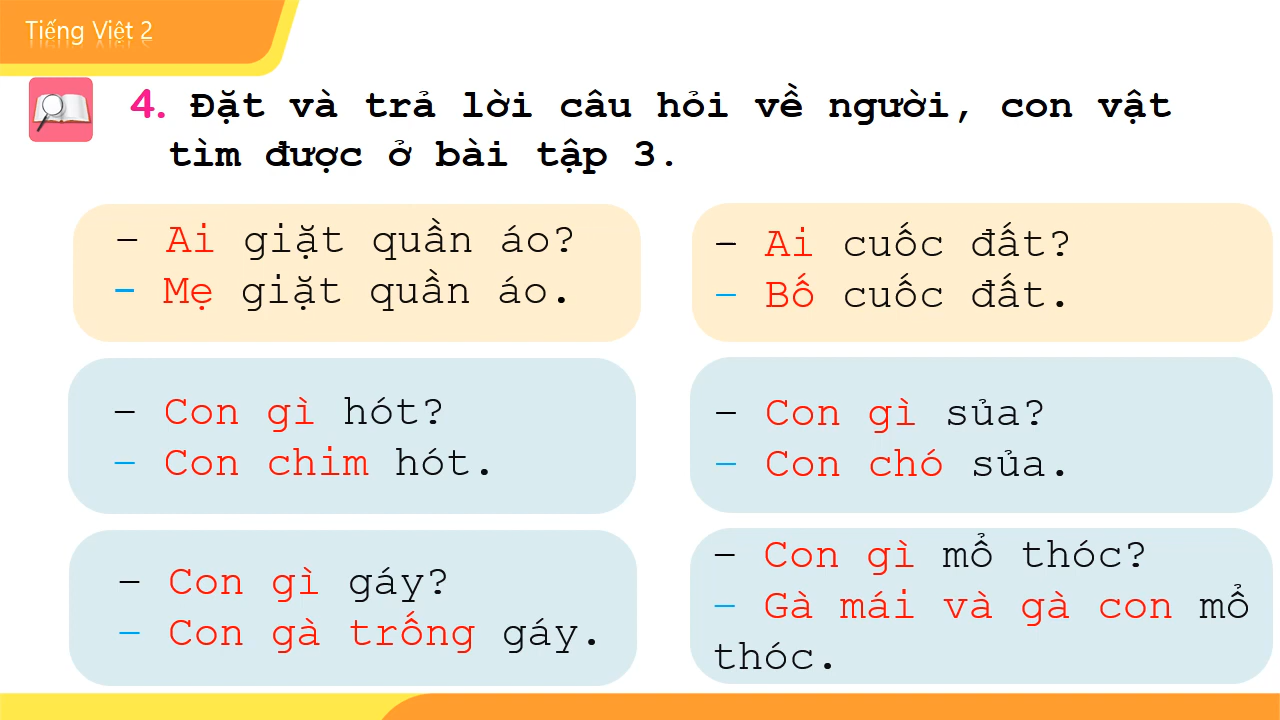 Tiếng Việt 2
4. Đặt và trả lời câu hỏi về người, con vật
tìm được ở bài tập 3.
- Ai giặt quần áo?
- Mẹ giặt quần áo.
- Ai cuốc đất?
- Bố cuốc đất.
- Con gì hót?
- Con chim hót.
- Con gì sủa?
- Con chó sủa.
- Con gì gáy?
- Con gà trống gáy.
- Con gì mổ thóc?
- Gà mái và gà con mổ
thóc.